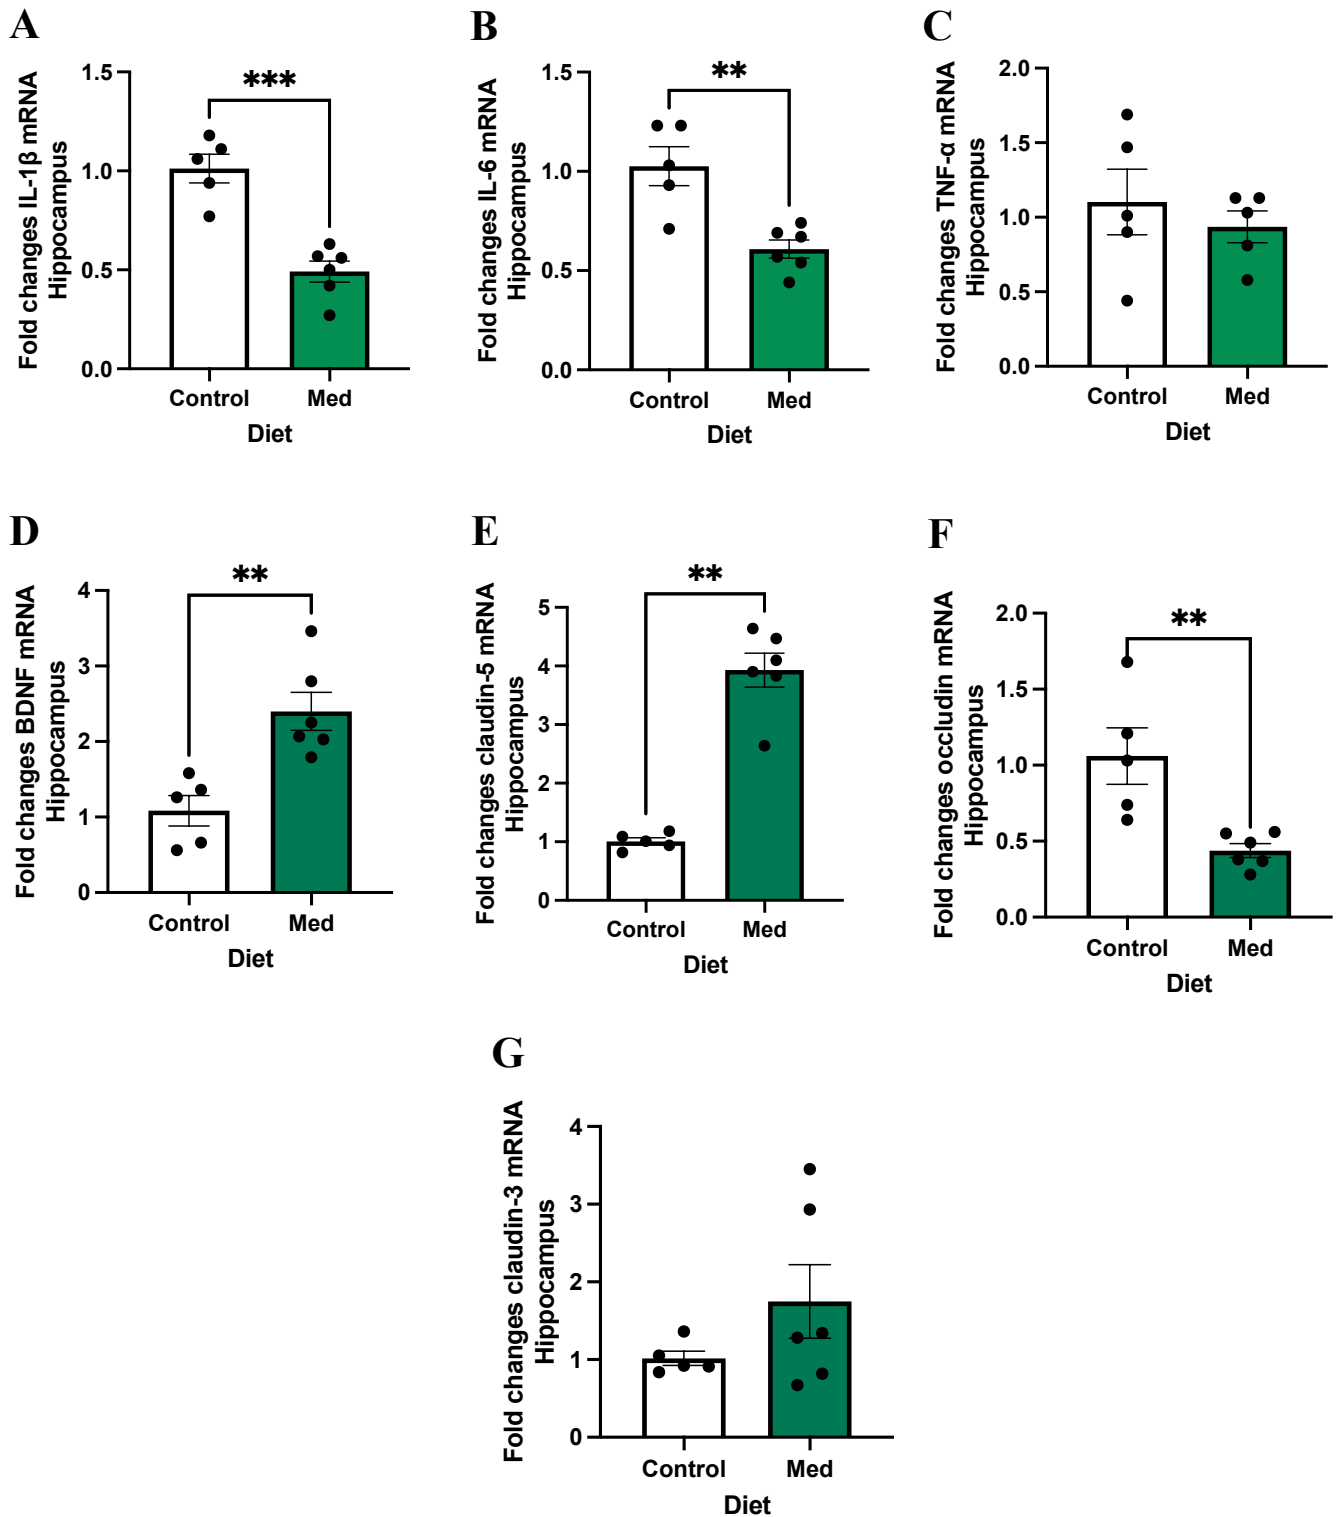 A
Fold changes IL-1β mRNA
Hippocampus
1.5
1.0
0.5
0.0
***
Control
Med
Diet
B
Fold changes IL-6 mRNA
Hippocampus
1.5
1.0
0.5
0.0
**
Control
Med
Diet
C
Fold changes TNF-α mRNA
Hippocampus
2.0
1.5
1.0
0.5
0.0
Control
Med
Diet
D
Fold changes BDNF mRNA
Hippocampus
4
3
2
1
0
**
Control
Med
Diet
E
Fold changes claudin-5 mRNA
Hippocampus
5
4
3
2
1
0
**
Control
Med
Diet
F
Fold changes occludin mRNA
Hippocampus
2.0
1.5
1.0
0.5
0.0
**
Control
Med
Diet
G
Fold changes claudin-3 mRNA
Hippocampus
4
3
2
1
0
Control
Med
Diet